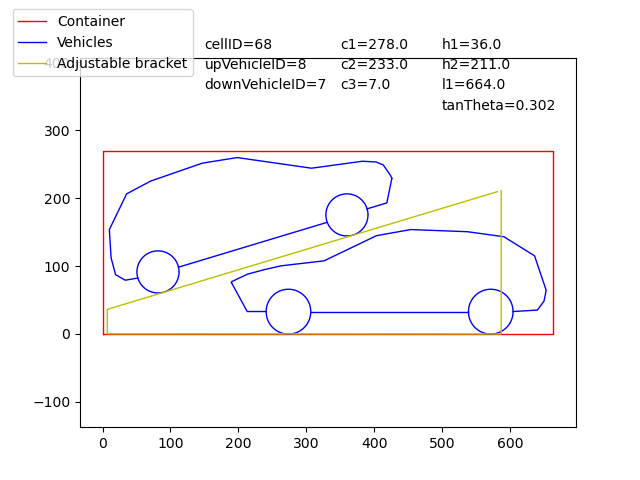 Container
Vehicles
Adjustable bracket
cellID=68 c1=278.0 h1=36.0
upVehicleID=8 c2=233.0 h2=211.0
downVehicleID=7 c3=7.0 l1=664.0
tanTheta=0.302
400
300
200
100
0
−100
0 100 200 300 400 500 600